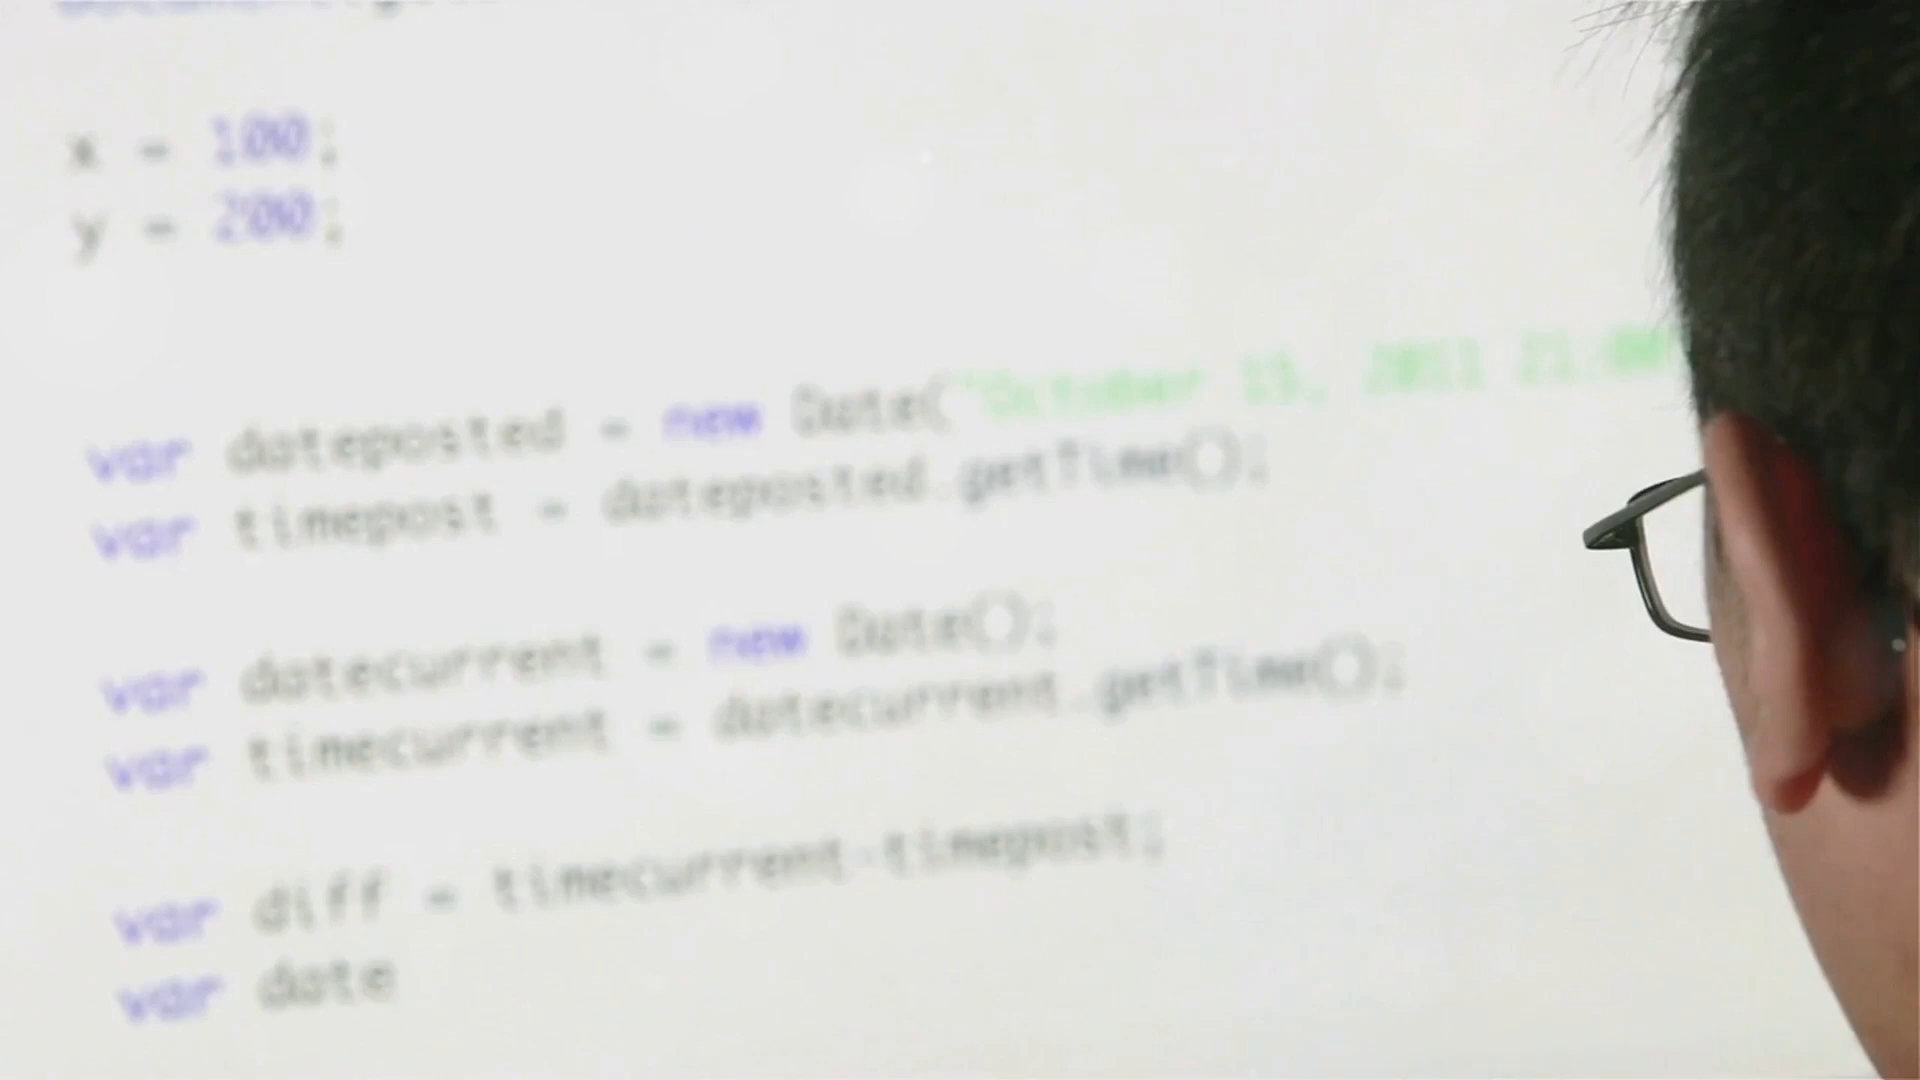 x = 100;
y = 200;
var dateposted = new Date("October 13, 2011 21:00
var timepost = dateposted.getTime();
var datecurrent = new Date();
var timecurrent = datecurrent.getTime();
var diff = timecurrent-timepost;
var date